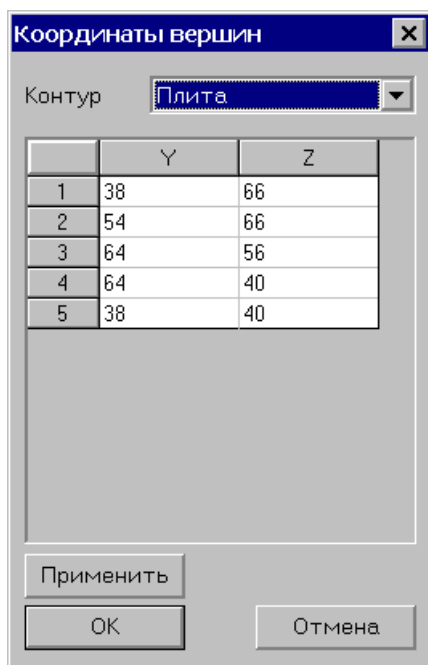 Координаты вершин
Контур Плита
Y Z
1 38 66
2 54 66
3 64 56
4 64 40
5 38 40
Применить
OK Отмена